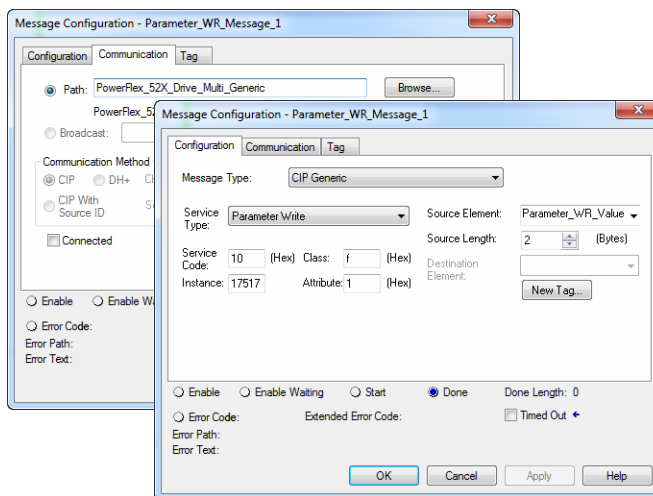 Message Configuration - Parameter_WR_Message_1
Configuration Communication Tag
Path: PowerFlex_52X_Drive_Multi_Generic Browse...
PowerFlex_5
Broadcast:
Communication Method
CIP DH+
CIP With
Source ID
Connected
Enable Enable
Error Code:
Error Path:
Error Text:
Message Configuration - Parameter_WR_Message_1
Configuration Communication Tag
Message Type: CIP Generic
Service
Type: Parameter Write
Source Element: Parameter_WR_Value
Source Length: 2 (Bytes)
Service
Code: 10 (Hex) Class: f (Hex)
Destination
Element:
Instance: 17517 Attribute: 1 (Hex)
New Tag...
Enable Enable Waiting Start Done Done Length: 0
Error Code: Extended Error Code: Timed Out
Error Path:
Error Text:
OK Cancel Apply Help